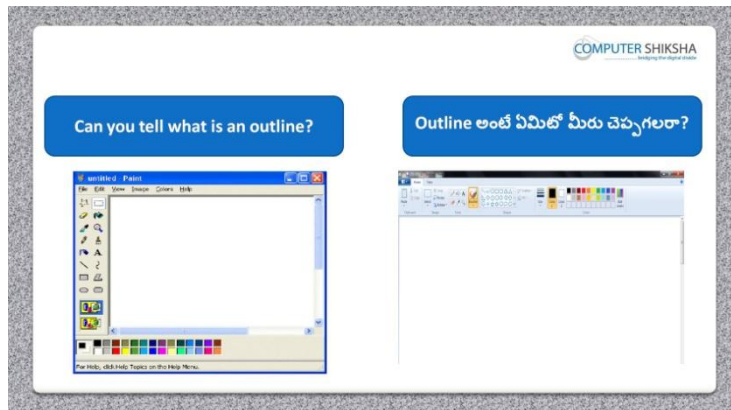 COMPUTER SHIKSHA
bridging the digital divide
Can you tell what is an outline?
Outline అంటే ఏమిటో మీరు చెప్పగలరా?
untitled - Paint
File Edit View Image Colors Help
For Help, click Help Topics on the Help Menu.